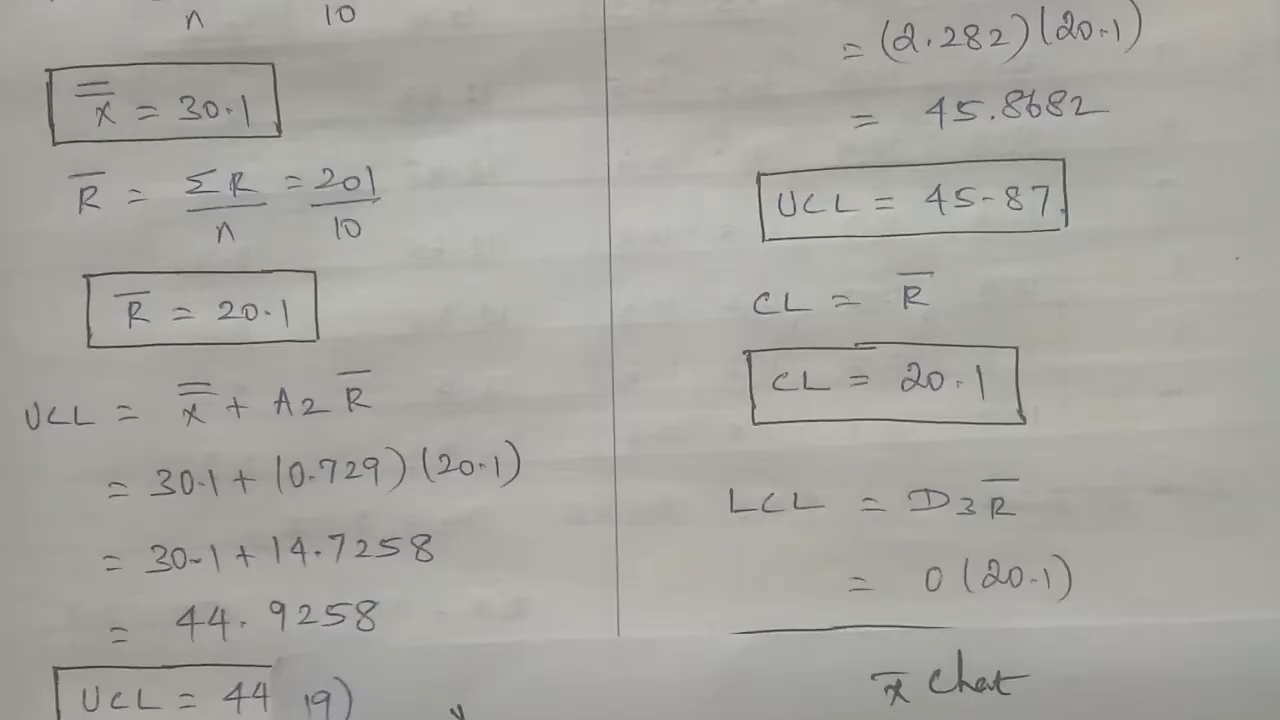 n 10
x̿ = 30.1
R̄ = ΣR/n = 201/10
R̄ = 20.1
UCL = x̿ + A2 R̄
= 30.1 + (0.729) (20.1)
= 30.1 + 14.7258
= 44.9258
UCL = 44
19)
= (2.282) (20.1)
= 45.8682
UCL = 45-87
CL = R̄
CL = 20.1
LCL = D3 R̄
= 0 (20.1)
x̄ Chat